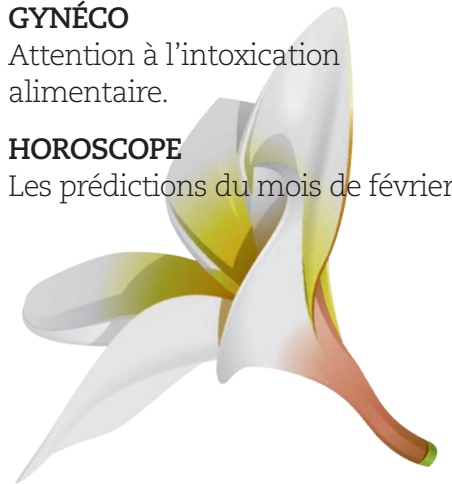 GYNÉCO
Attention à l’intoxication
alimentaire.
HOROSCOPE
Les prédictions du mois de février